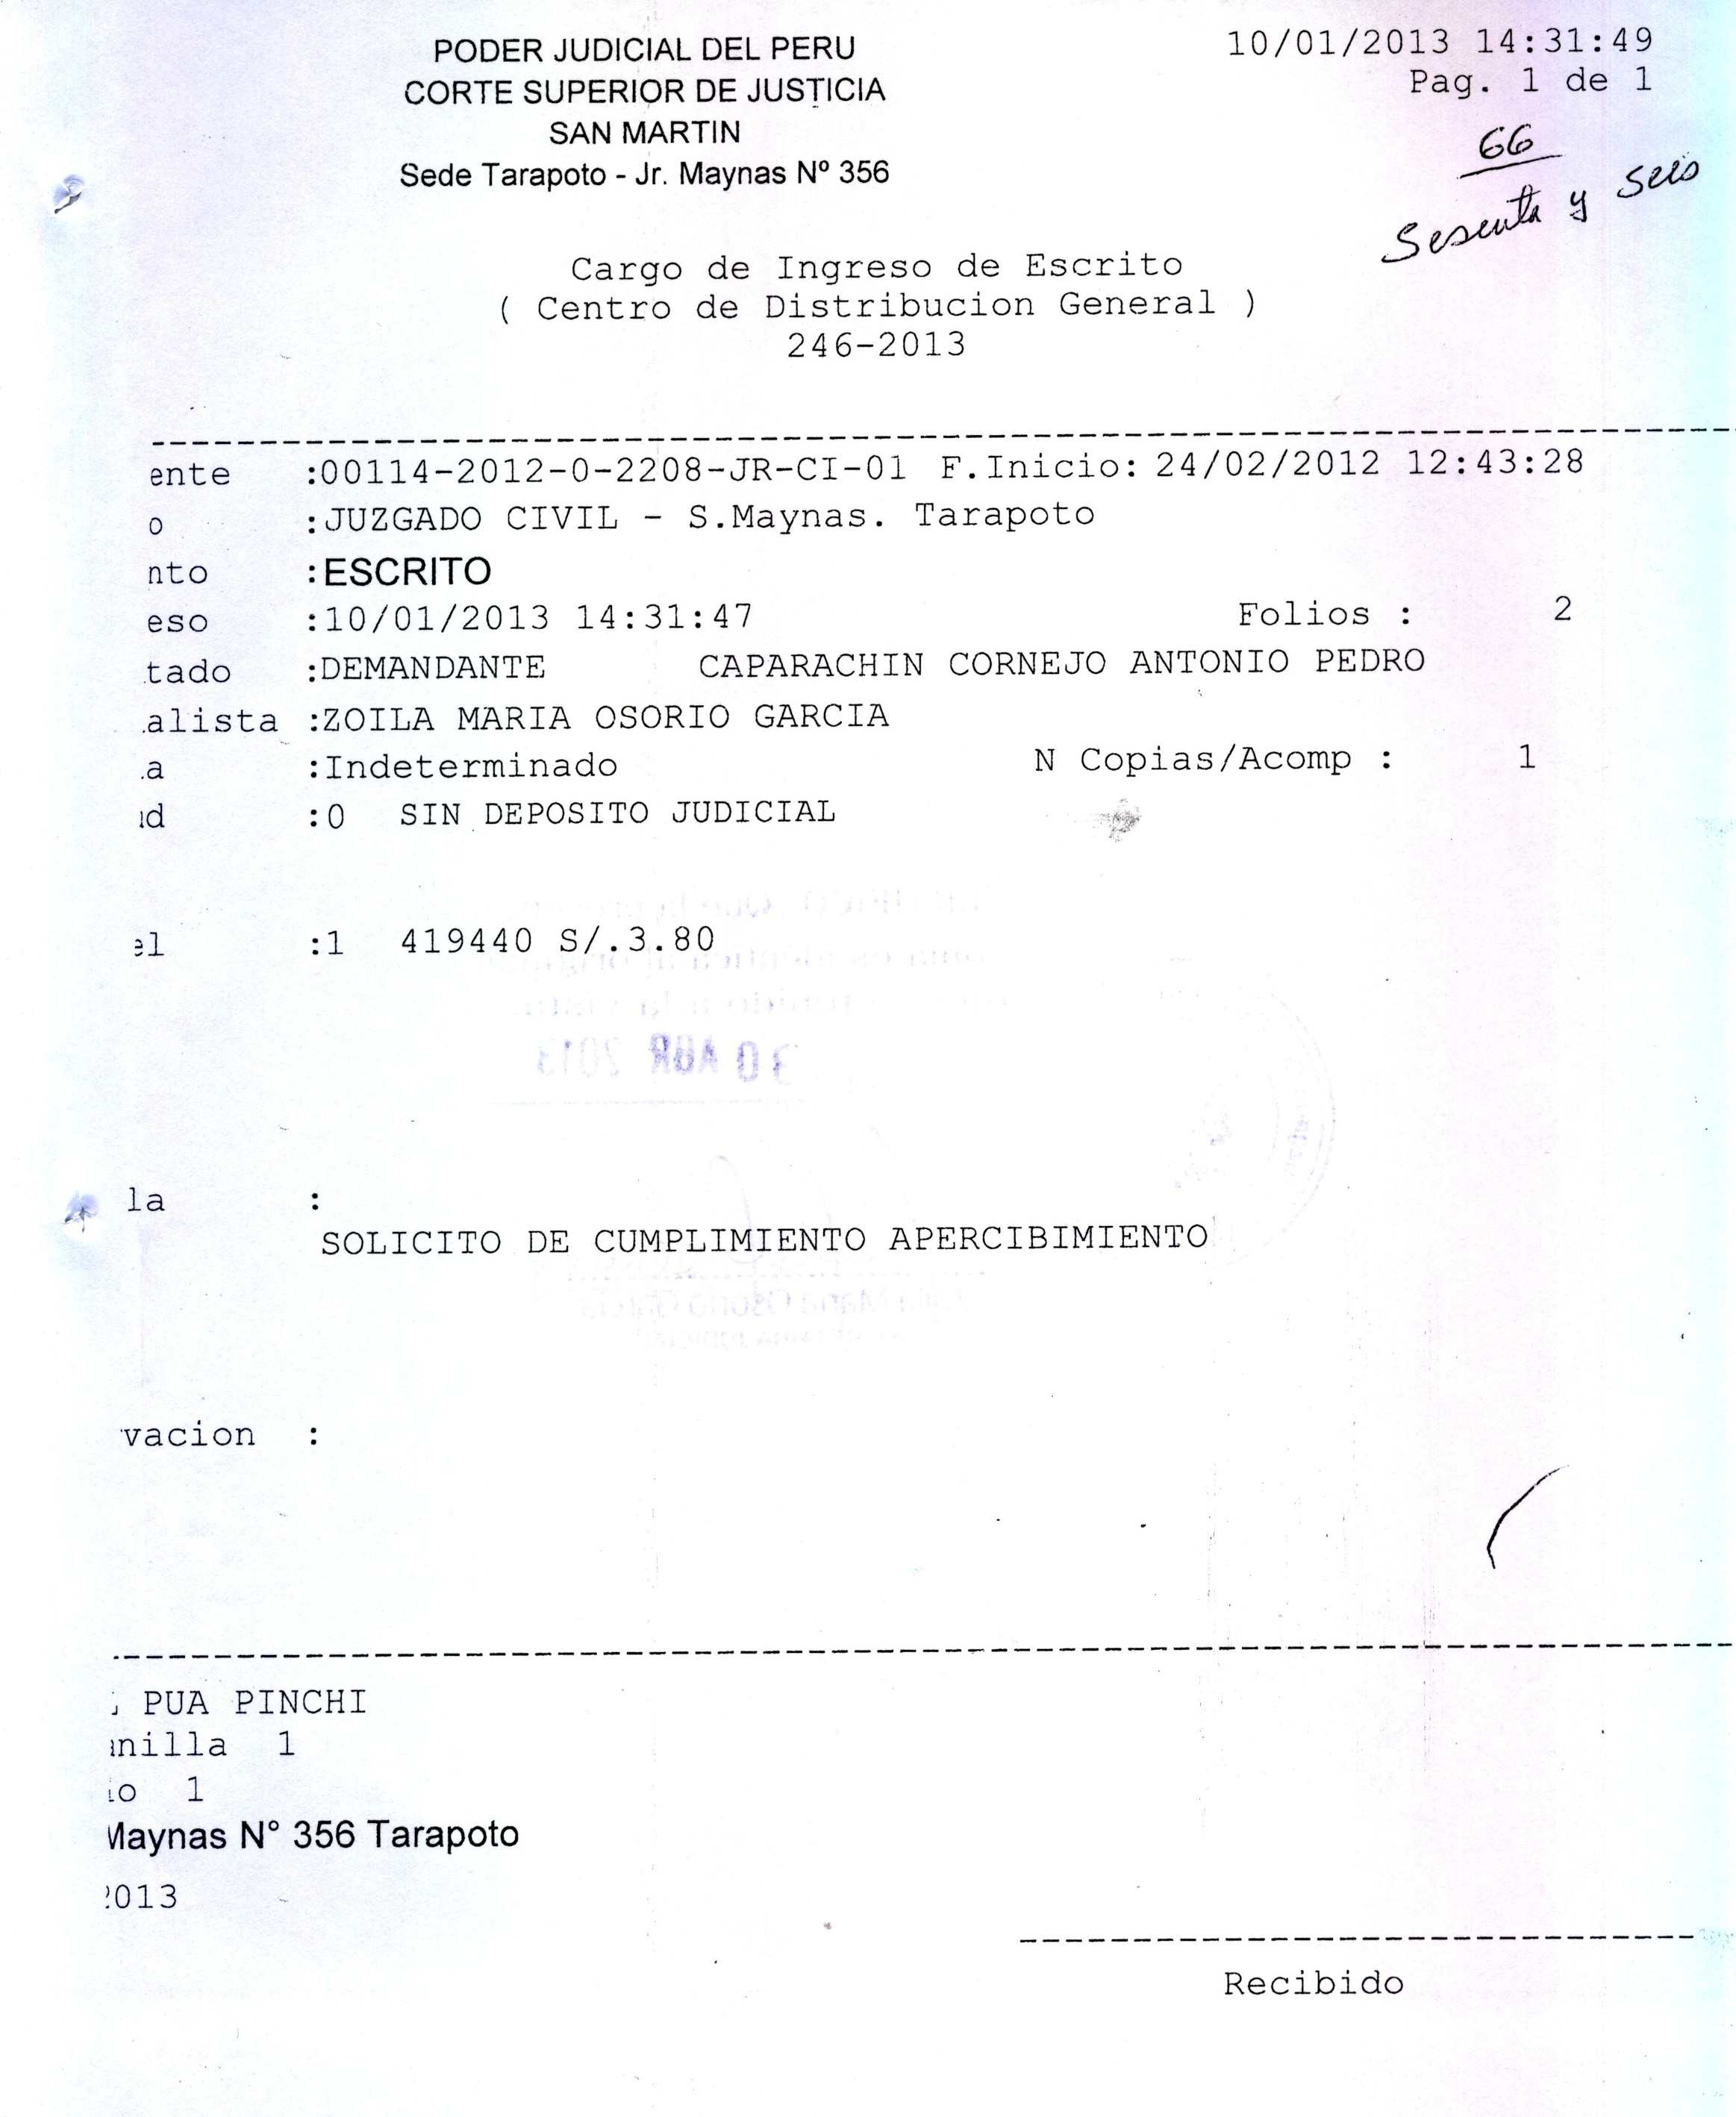 PODER JUDICIAL DEL PERU
CORTE SUPERIOR DE JUSTICIA
SAN MARTIN
Sede Tarapoto - Jr. Maynas Nº 356
10/01/2013 14:31:49
Pag. 1 de 1
66
Sesenta y seis
Cargo de Ingreso de Escrito
( Centro de Distribucion General )
246-2013
ente :00114-2012-0-2208-JR-CI-01 F.Inicio: 24/02/2012 12:43:28
o :JUZGADO CIVIL - S.Maynas. Tarapoto
nto :ESCRITO
eso :10/01/2013 14:31:47 Folios : 2
tado :DEMANDANTE CAPARACHIN CORNEJO ANTONIO PEDRO
alista :ZOILA MARIA OSORIO GARCIA
a :Indeterminado N Copias/Acomp : 1
d :0 SIN DEPOSITO JUDICIAL
el :1 419440 S/.3.80
30 ABR 2013
la :
SOLICITO DE CUMPLIMIENTO APERCIBIMIENTO
Maria Osorio Garcia
vacion :
PUA PINCHI
nilla 1
o 1
Maynas N° 356 Tarapoto
2013
Recibido